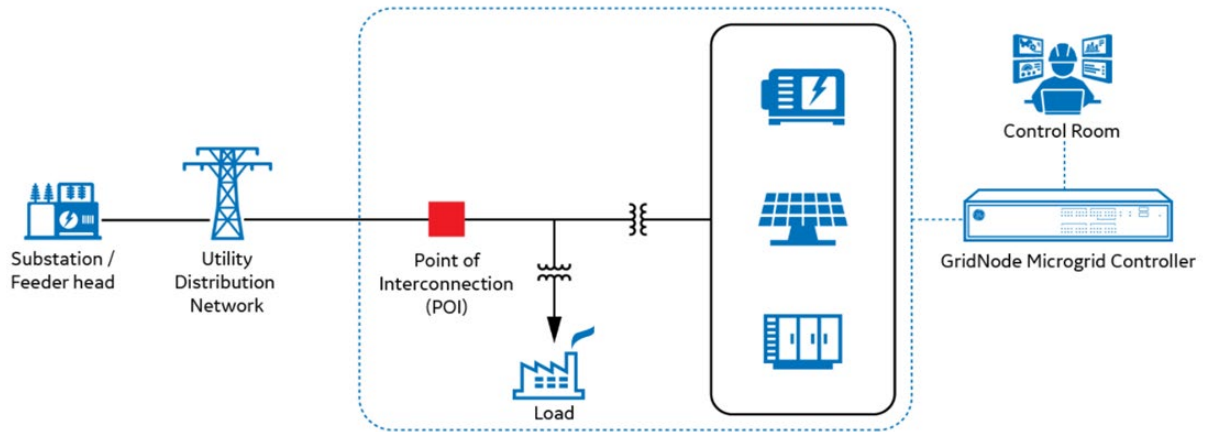 Substation /
Feeder head
Utility
Distribution
Network
Point of
Interconnection
(POI)
Load
Control Room
GridNode Microgrid Controller